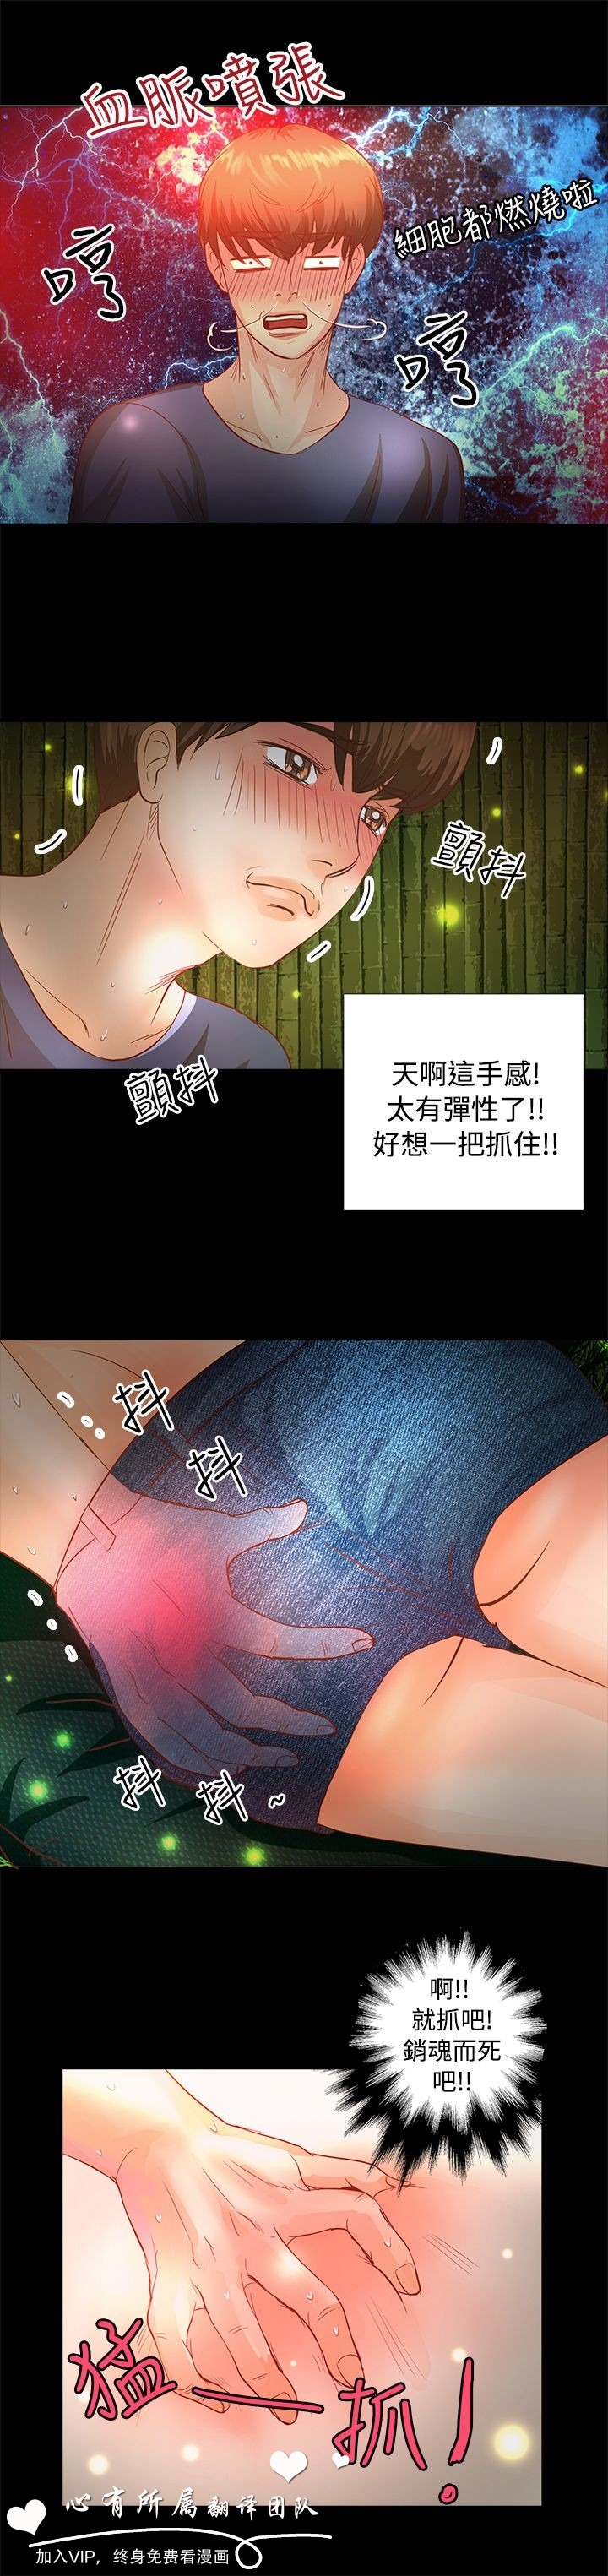 血脈噴張
細胞都燃燒啦
哼
哼
顫抖
顫抖
天啊這手感!
太有彈性了!!
好想一把抓住!!
抖
抖
抖
抖~
啊!!
就抓吧!
銷魂而死
吧!!
猛一抓!
心有所属翻译团队
加入VIP，终身免费看漫画